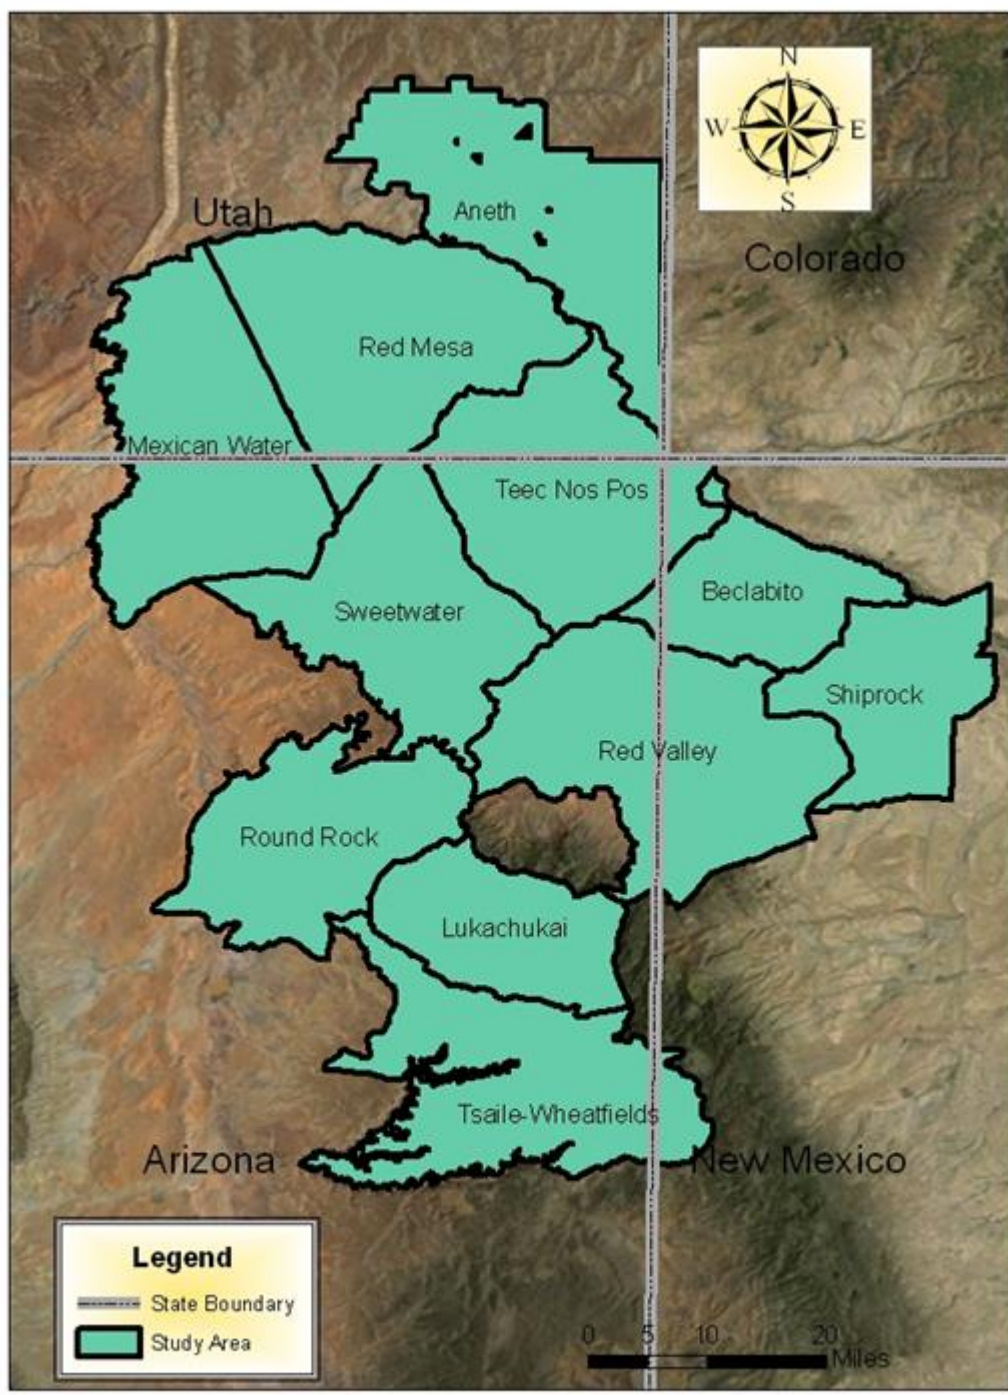 N
W E
S
Utah
Aneth
Colorado
Red Mesa
Mexican Water
Teec Nos Pos
Beclabito
Sweetwater
Shiprock
Red Valley
Round Rock
Lukachukai
Tsaile-Wheatfields
Arizona
New Mexico
Legend
State Boundary
Study Area
0 5 10 20
Miles